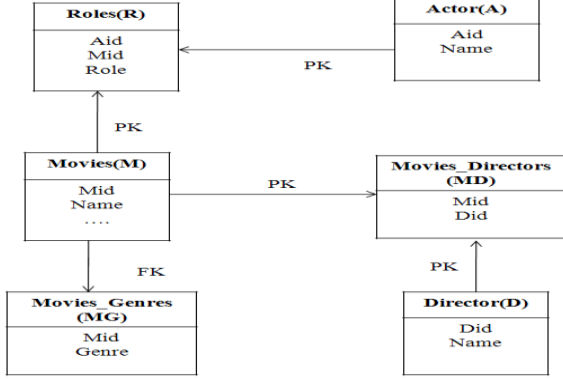 Roles(R)
Aid
Mid
Role
Actor(A)
Aid
Name
PK
PK
Movies(M)
Mid
Name
....
PK
Movies_Directors
(MD)
Mid
Did
FK
PK
Movies_Genres
(MG)
Mid
Genre
Director(D)
Did
Name